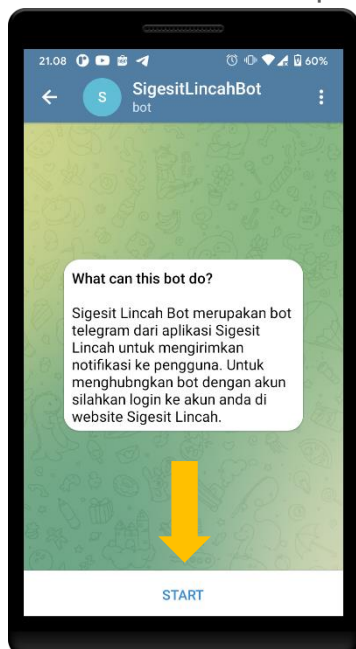 21.08
60%
S
SigesitLincahBot
bot
What can this bot do?
Sigesit Lincah Bot merupakan bot
telegram dari aplikasi Sigesit
Lincah untuk mengirimkan
notifikasi ke pengguna. Untuk
menghubngkan bot dengan akun
silahkan login ke akun anda di
website Sigesit Lincah.
START